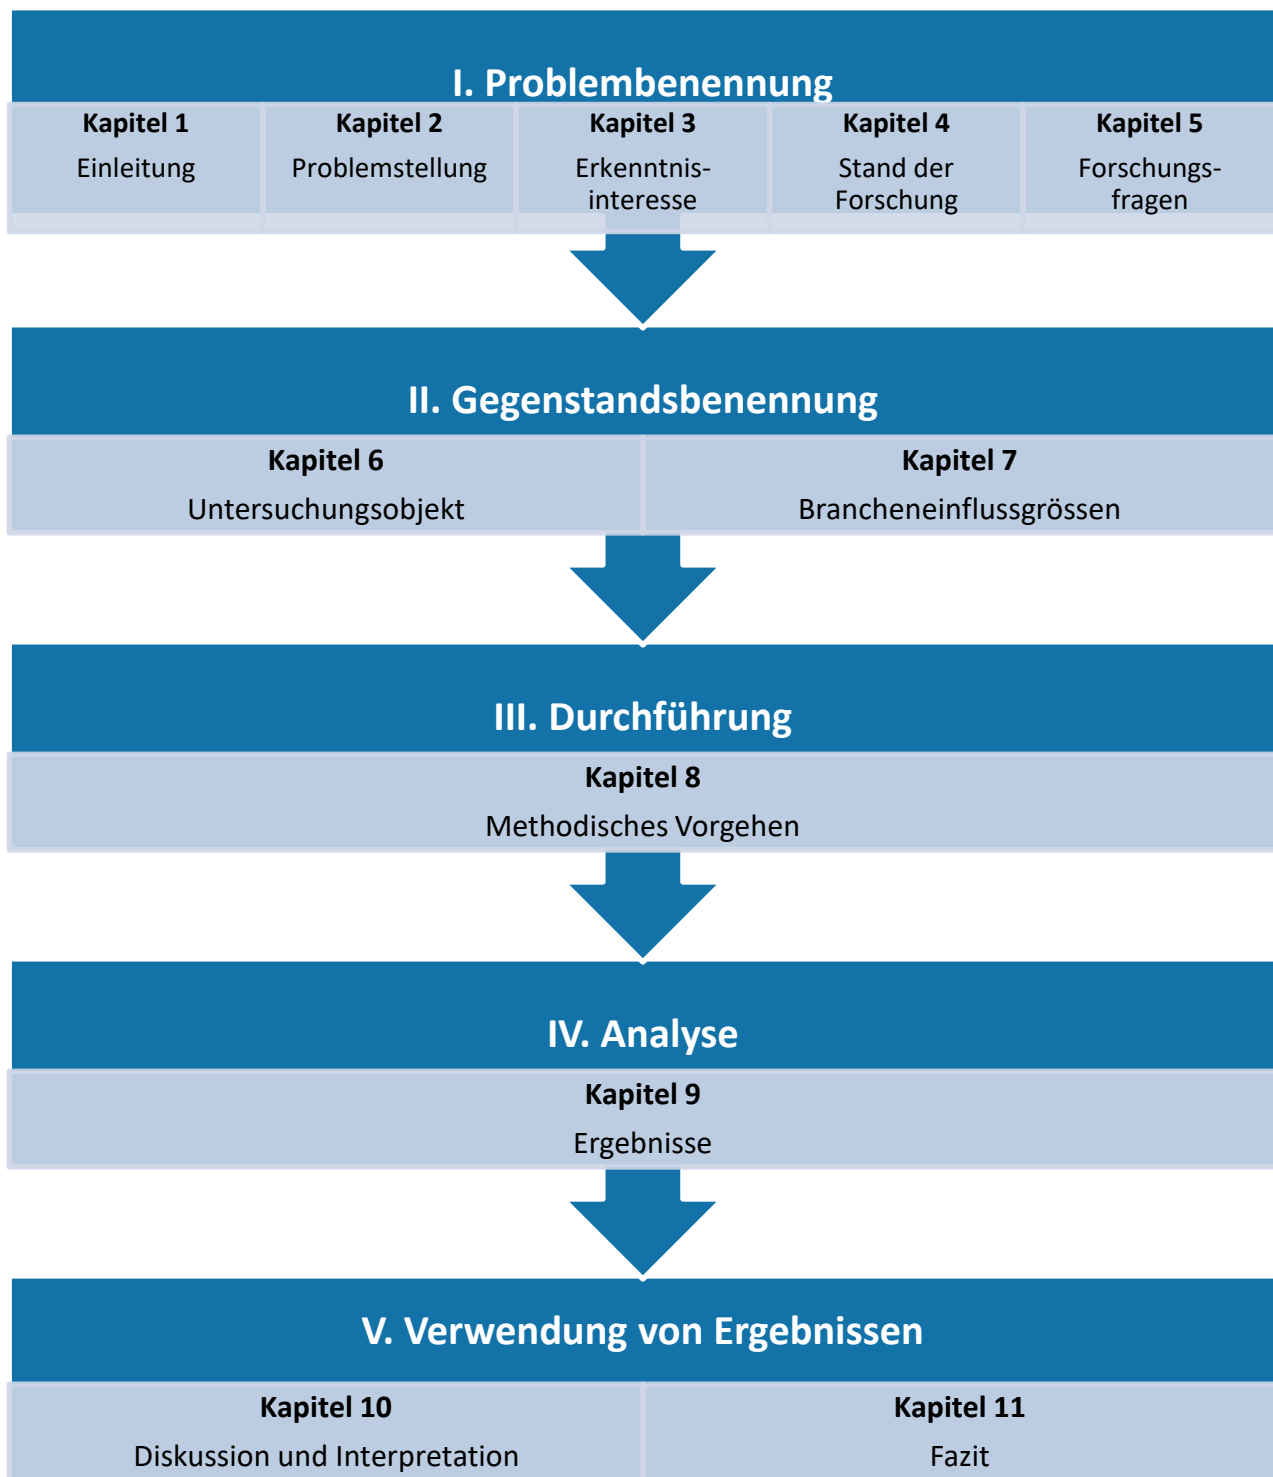 I. Problembenennung
Kapitel 1
Einleitung
Kapitel 2
Problemstellung
Kapitel 3
Erkenntnis-
interesse
Kapitel 4
Stand der
Forschung
Kapitel 5
Forschungs-
fragen
II. Gegenstandsbenennung
Kapitel 6
Untersuchungsobjekt
Kapitel 7
Brancheneinflussgrössen
III. Durchführung
Kapitel 8
Methodisches Vorgehen
IV. Analyse
Kapitel 9
Ergebnisse
V. Verwendung von Ergebnissen
Kapitel 10
Diskussion und Interpretation
Kapitel 11
Fazit